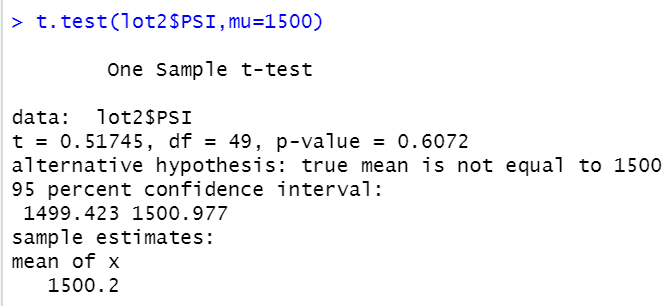 > t.test(lot2$PSI,mu=1500)
One Sample t-test
data:  lot2$PSI
t = 0.51745, df = 49, p-value = 0.6072
alternative hypothesis: true mean is not equal to 1500
95 percent confidence interval:
1499.423 1500.977
sample estimates:
mean of x
1500.2